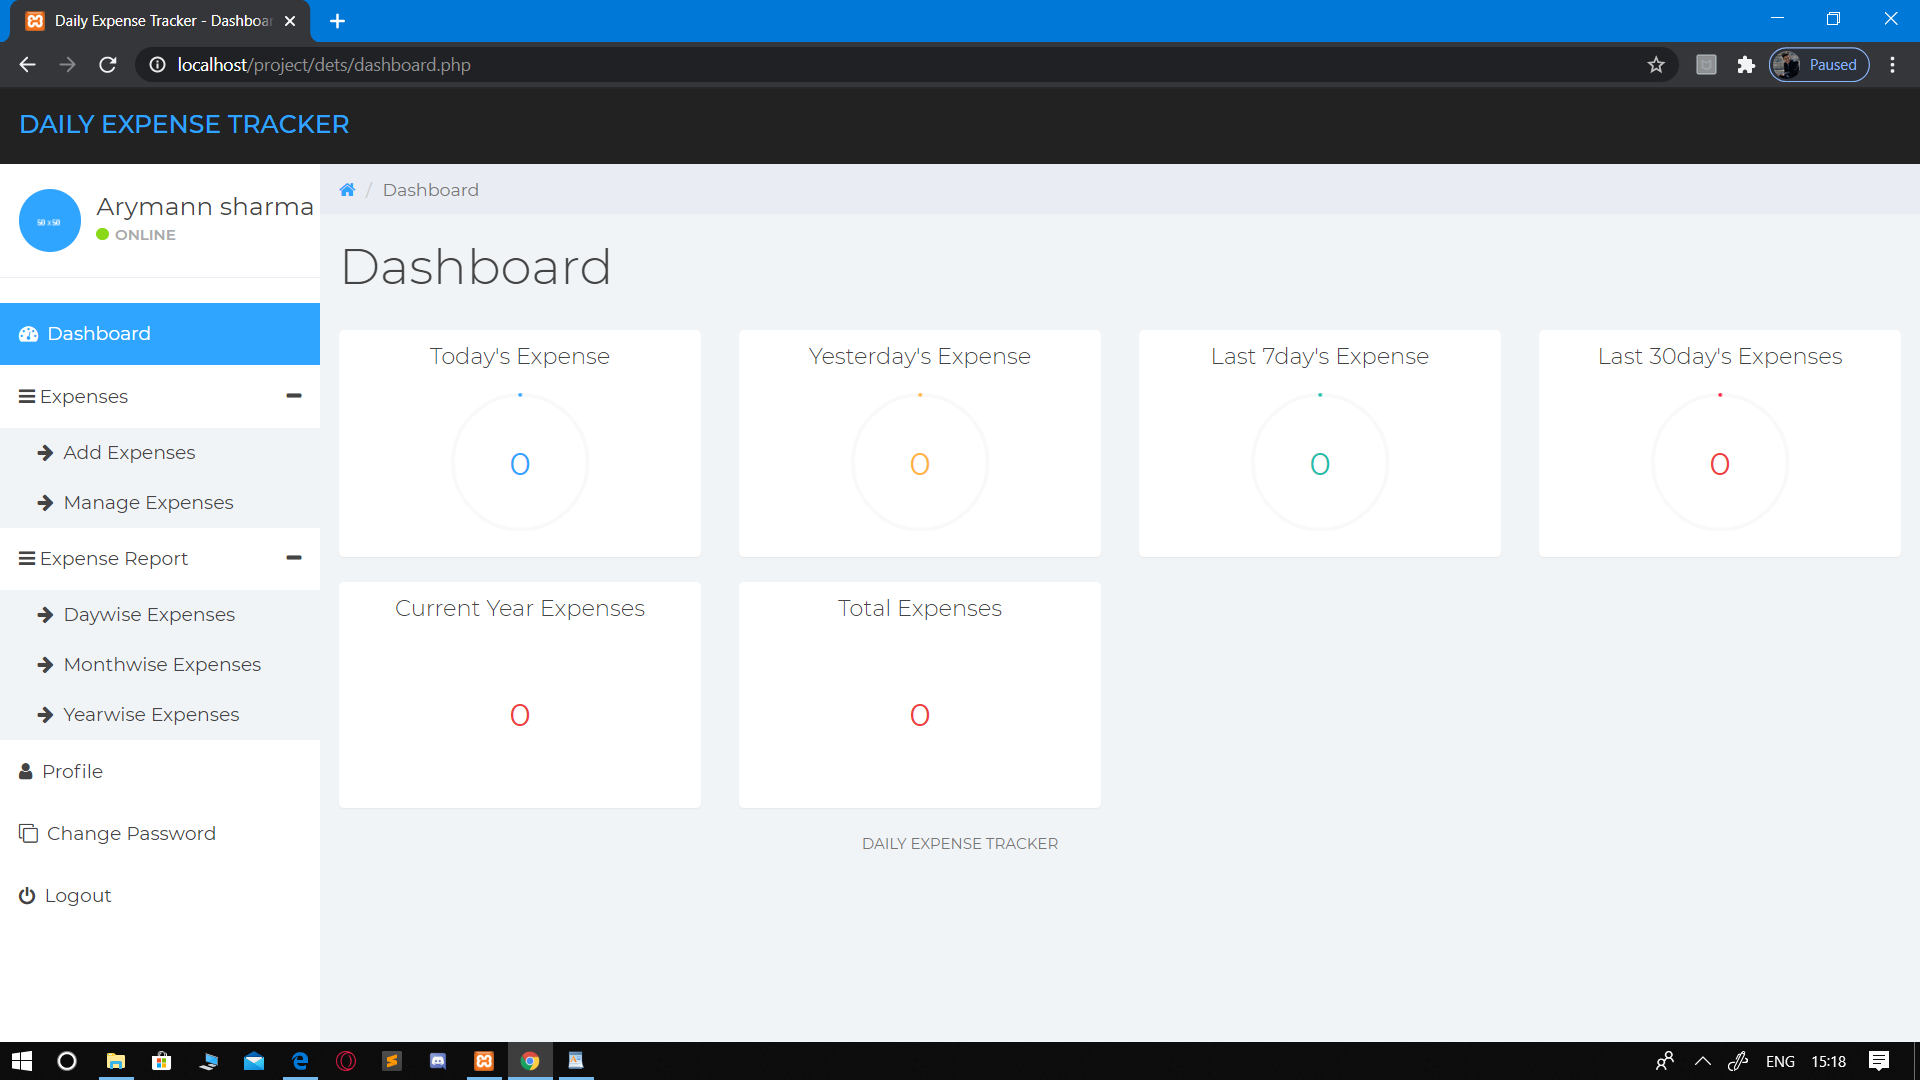 Daily Expense Tracker - Dashboar
localhost/project/dets/dashboard.php
Paused
DAILY EXPENSE TRACKER
50 x 50
Arymann sharma
ONLINE
/ Dashboard
Dashboard
Dashboard
Expenses
Add Expenses
Manage Expenses
Expense Report
Daywise Expenses
Monthwise Expenses
Yearwise Expenses
Profile
Change Password
Logout
Today's Expense
0
Yesterday's Expense
0
Last 7day's Expense
0
Last 30day's Expenses
0
Current Year Expenses
0
Total Expenses
0
DAILY EXPENSE TRACKER
ENG
15:18